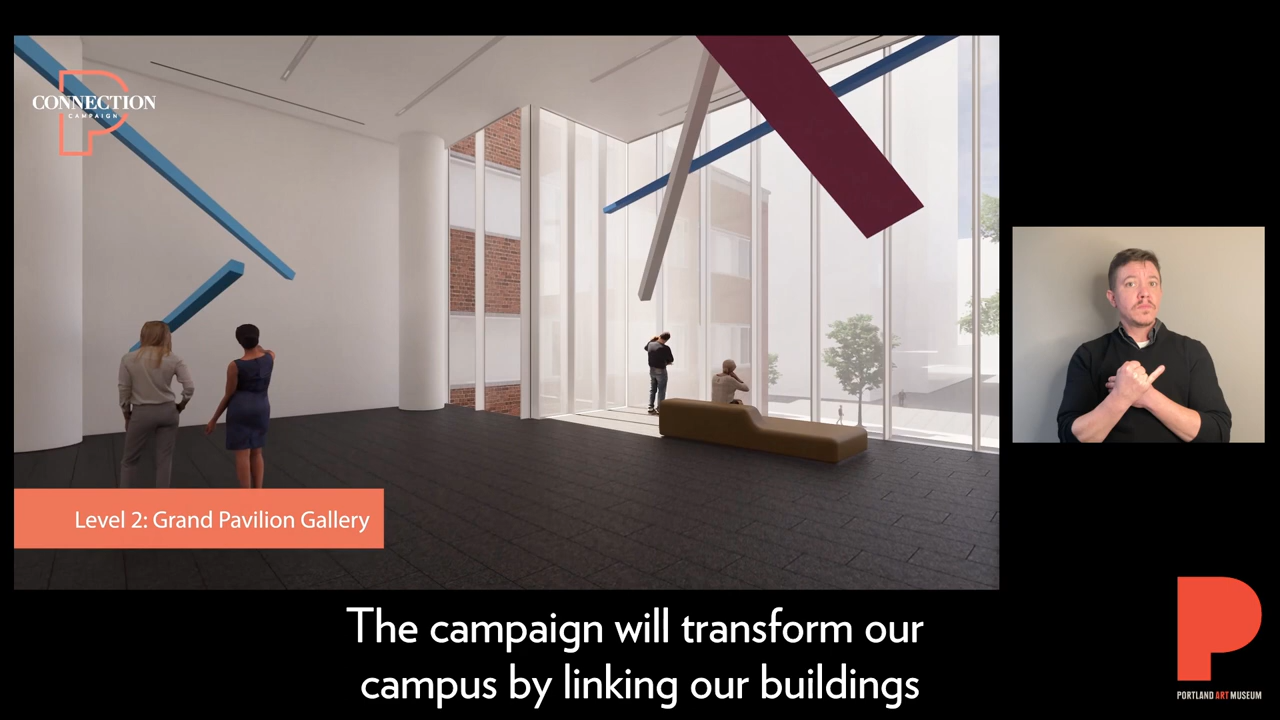 CONNECTION
CAMPAIGN
Level 2: Grand Pavilion Gallery
The campaign will transform our
campus by linking our buildings
PORTLAND ART MUSEUM